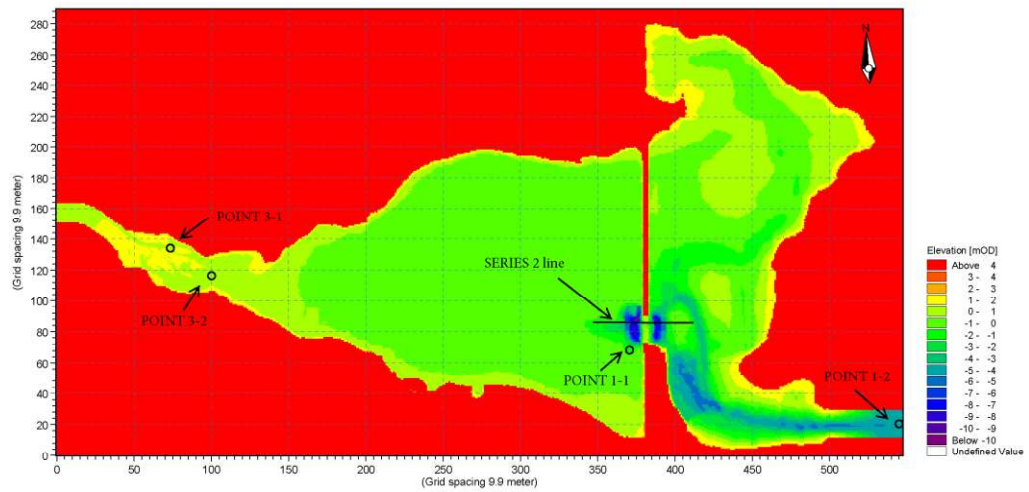 280
260
240
220
200
180
160
140
120
100
80
60
40
20
0
(Grid spacing 9.9 meter)
N
POINT 3-1
POINT 3-2
SERIES 2 line
POINT 1-1
POINT 1-2
0 50 100 150 200 250 300 350 400 450 500
(Grid spacing 9.9 meter)
Elevation [mOD]
Above 4
3 - 4
2 - 3
1 - 2
0 - 1
-1 - 0
-2 - -1
-3 - -2
-4 - -3
-5 - -4
-6 - -5
-7 - -6
-8 - -7
-9 - -8
-10 - -9
Below -10
Undefined Value